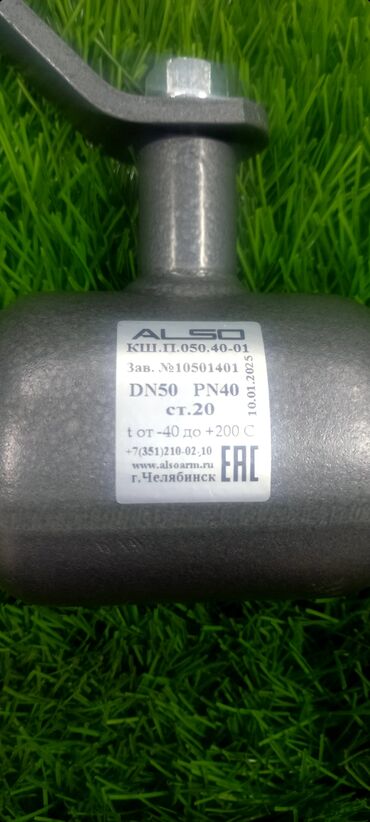 ALSO
КШ.П.050.40-01
Зав. №10501401
DN50 PN40
ст.20
10.01.2025
t от -40 до +200 С
+7(351)210-02-10
www.alsoarm.ru
г.Челябинск
EAC